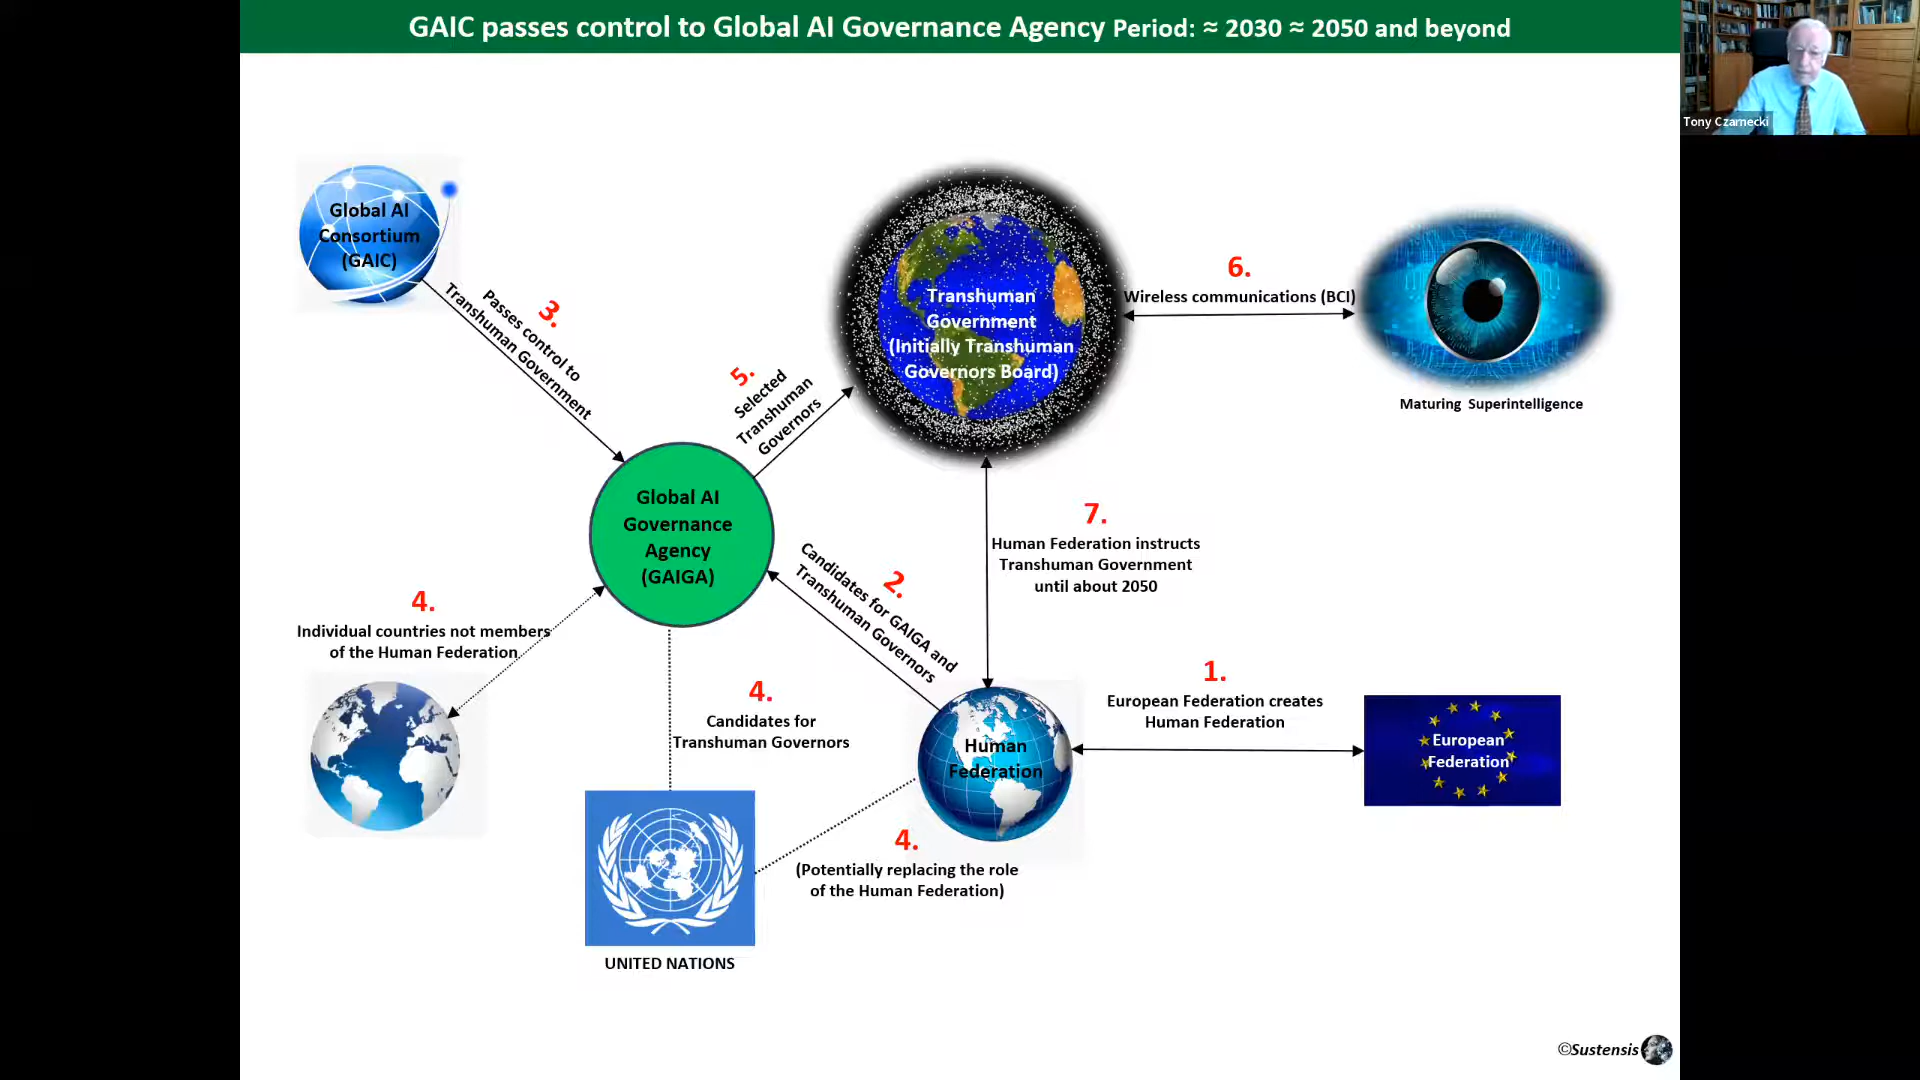 GAIC passes control to Global AI Governance Agency Period: ≈ 2030 ≈ 2050 and beyond
Tony Czarnecki
Global AI
Consortium
(GAIC)
3.
Passes control to
Transhuman Government
Transhuman
Government
(Initially Transhuman
Governors Board)
6.
Wireless communications (BCI)
Maturing Superintelligence
5.
Selected
Transhuman
Governors
Global AI
Governance
Agency
(GAIGA)
7.
Human Federation instructs
Transhuman Government
until about 2050
2.
Candidates for GAIGA and
Transhuman Governors
4.
Individual countries not members
of the Human Federation
4.
Candidates for
Transhuman Governors
1.
European Federation creates
Human Federation
Human
Federation
European
Federation
4.
(Potentially replacing the role
of the Human Federation)
UNITED NATIONS
©Sustensis